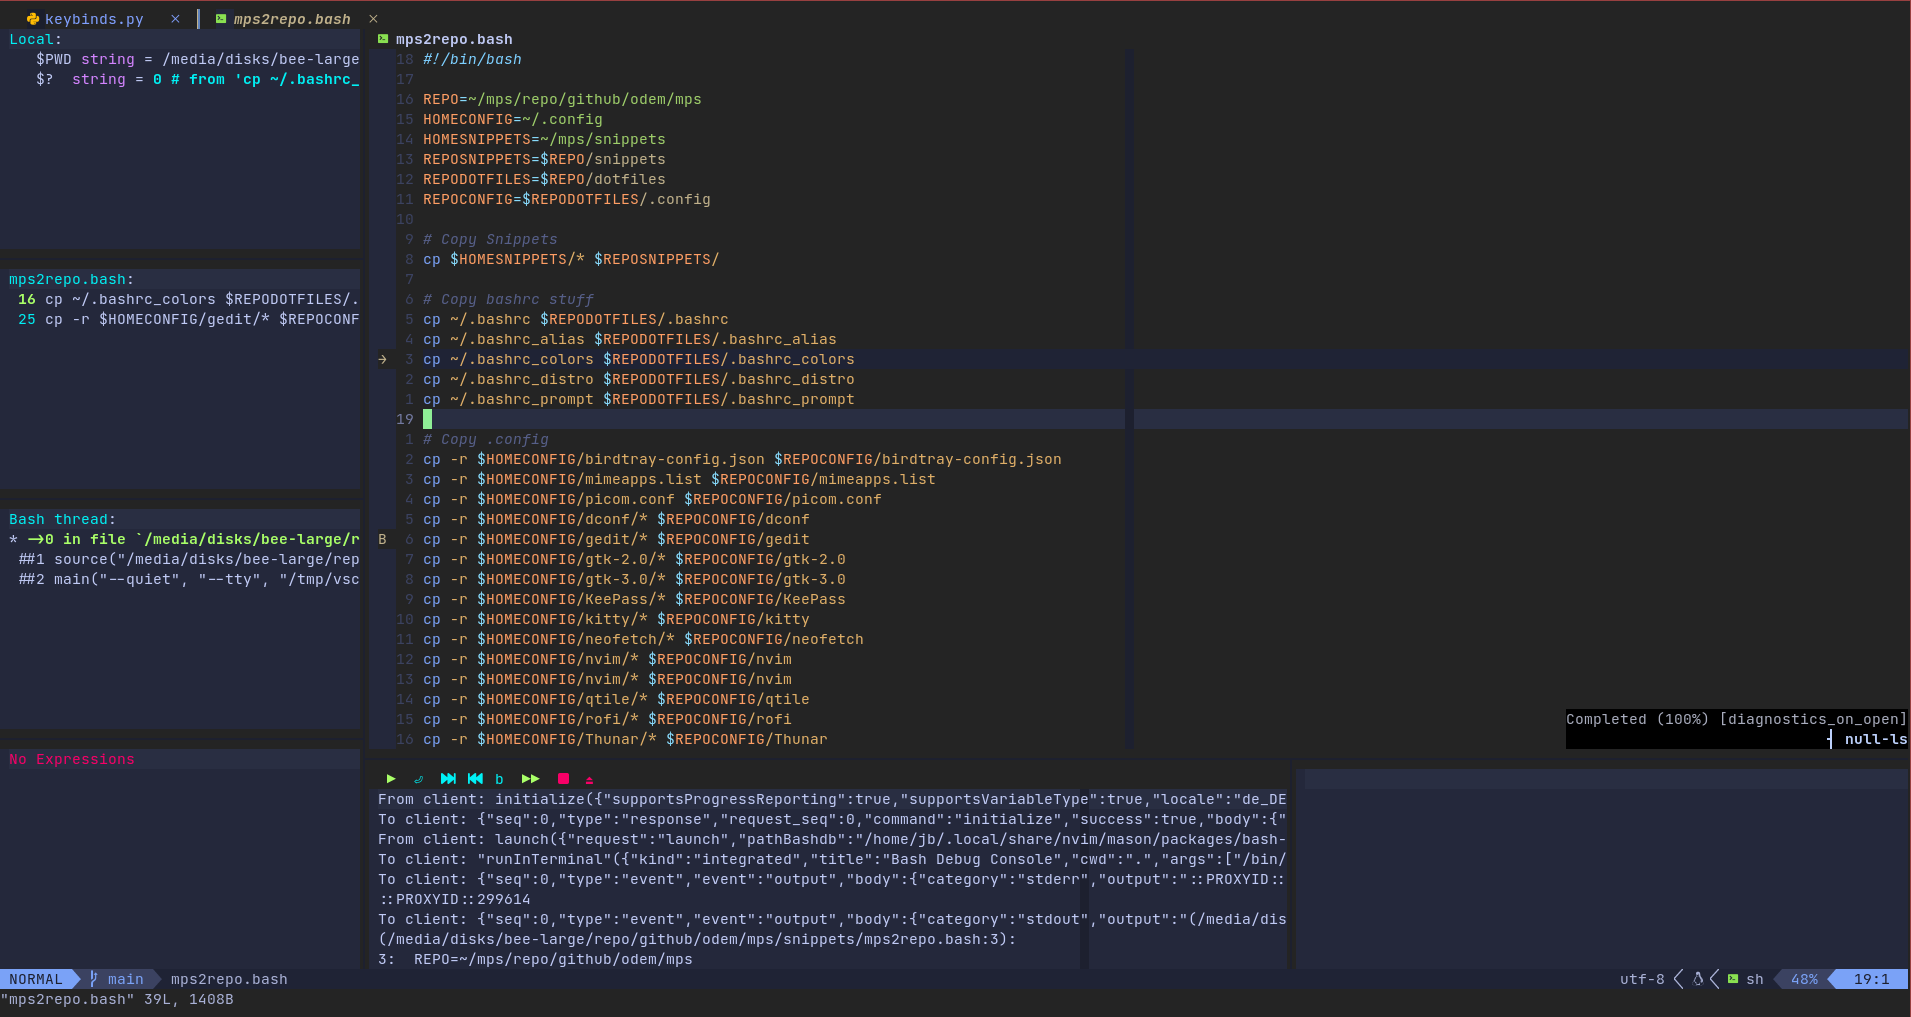 keybinds.py × mps2repo.bash ×
Local:
$PWD string = /media/disks/bee-large
$? string = 0 # from 'cp ~/.bashrc_
mps2repo.bash:
16 cp ~/.bashrc_colors $REPODOTFILES/.
25 cp -r $HOMECONFIG/gedit/* $REPOCONF
Bash thread:
* ->0 in file `/media/disks/bee-large/r
##1 source("/media/disks/bee-large/rep
##2 main("--quiet", "--tty", "/tmp/vsc
No Expressions
mps2repo.bash
18 #!/bin/bash
17
16 REPO=~/mps/repo/github/odem/mps
15 HOMECONFIG=~/.config
14 HOMESNIPPETS=~/mps/snippets
13 REPOSNIPPETS=$REPO/snippets
12 REPODOTFILES=$REPO/dotfiles
11 REPOCONFIG=$REPODOTFILES/.config
10
9 # Copy Snippets
8 cp $HOMESNIPPETS/* $REPOSNIPPETS/
7
6 # Copy bashrc stuff
5 cp ~/.bashrc $REPODOTFILES/.bashrc
4 cp ~/.bashrc_alias $REPODOTFILES/.bashrc_alias
→ 3 cp ~/.bashrc_colors $REPODOTFILES/.bashrc_colors
2 cp ~/.bashrc_distro $REPODOTFILES/.bashrc_distro
1 cp ~/.bashrc_prompt $REPODOTFILES/.bashrc_prompt
19
1 # Copy .config
2 cp -r $HOMECONFIG/birdtray-config.json $REPOCONFIG/birdtray-config.json
3 cp -r $HOMECONFIG/mimeapps.list $REPOCONFIG/mimeapps.list
4 cp -r $HOMECONFIG/picom.conf $REPOCONFIG/picom.conf
5 cp -r $HOMECONFIG/dconf/* $REPOCONFIG/dconf
B 6 cp -r $HOMECONFIG/gedit/* $REPOCONFIG/gedit
7 cp -r $HOMECONFIG/gtk-2.0/* $REPOCONFIG/gtk-2.0
8 cp -r $HOMECONFIG/gtk-3.0/* $REPOCONFIG/gtk-3.0
9 cp -r $HOMECONFIG/KeePass/* $REPOCONFIG/KeePass
10 cp -r $HOMECONFIG/kitty/* $REPOCONFIG/kitty
11 cp -r $HOMECONFIG/neofetch/* $REPOCONFIG/neofetch
12 cp -r $HOMECONFIG/nvim/* $REPOCONFIG/nvim
13 cp -r $HOMECONFIG/nvim/* $REPOCONFIG/nvim
14 cp -r $HOMECONFIG/qtile/* $REPOCONFIG/qtile
15 cp -r $HOMECONFIG/rofi/* $REPOCONFIG/rofi
16 cp -r $HOMECONFIG/Thunar/* $REPOCONFIG/Thunar
Completed (100%) [diagnostics_on_open]
null-ls
b
From client: initialize({"supportsProgressReporting":true,"supportsVariableType":true,"locale":"de_DE
To client: {"seq":0,"type":"response","request_seq":0,"command":"initialize","success":true,"body":{"
From client: launch({"request":"launch","pathBashdb":"/home/jb/.local/share/nvim/mason/packages/bash-
To client: "runInTerminal"({"kind":"integrated","title":"Bash Debug Console","cwd":".","args":["/bin/
To client: {"seq":0,"type":"event","event":"output","body":{"category":"stderr","output":"::PROXYID::
::PROXYID::299614
To client: {"seq":0,"type":"event","event":"output","body":{"category":"stdout","output":"(/media/dis
(/media/disks/bee-large/repo/github/odem/mps/snippets/mps2repo.bash:3):
3: REPO=~/mps/repo/github/odem/mps
NORMAL main mps2repo.bash utf-8 sh 48% 19:1
"mps2repo.bash" 39L, 1408B